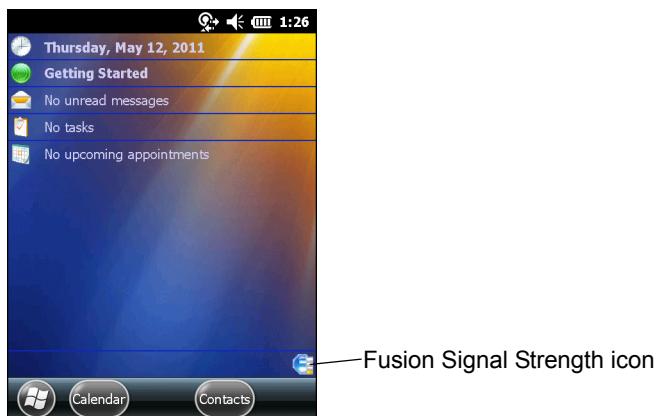 1:26
Thursday, May 12, 2011
Getting Started
No unread messages
No tasks
No upcoming appointments
Fusion Signal Strength icon
Calendar
Contacts